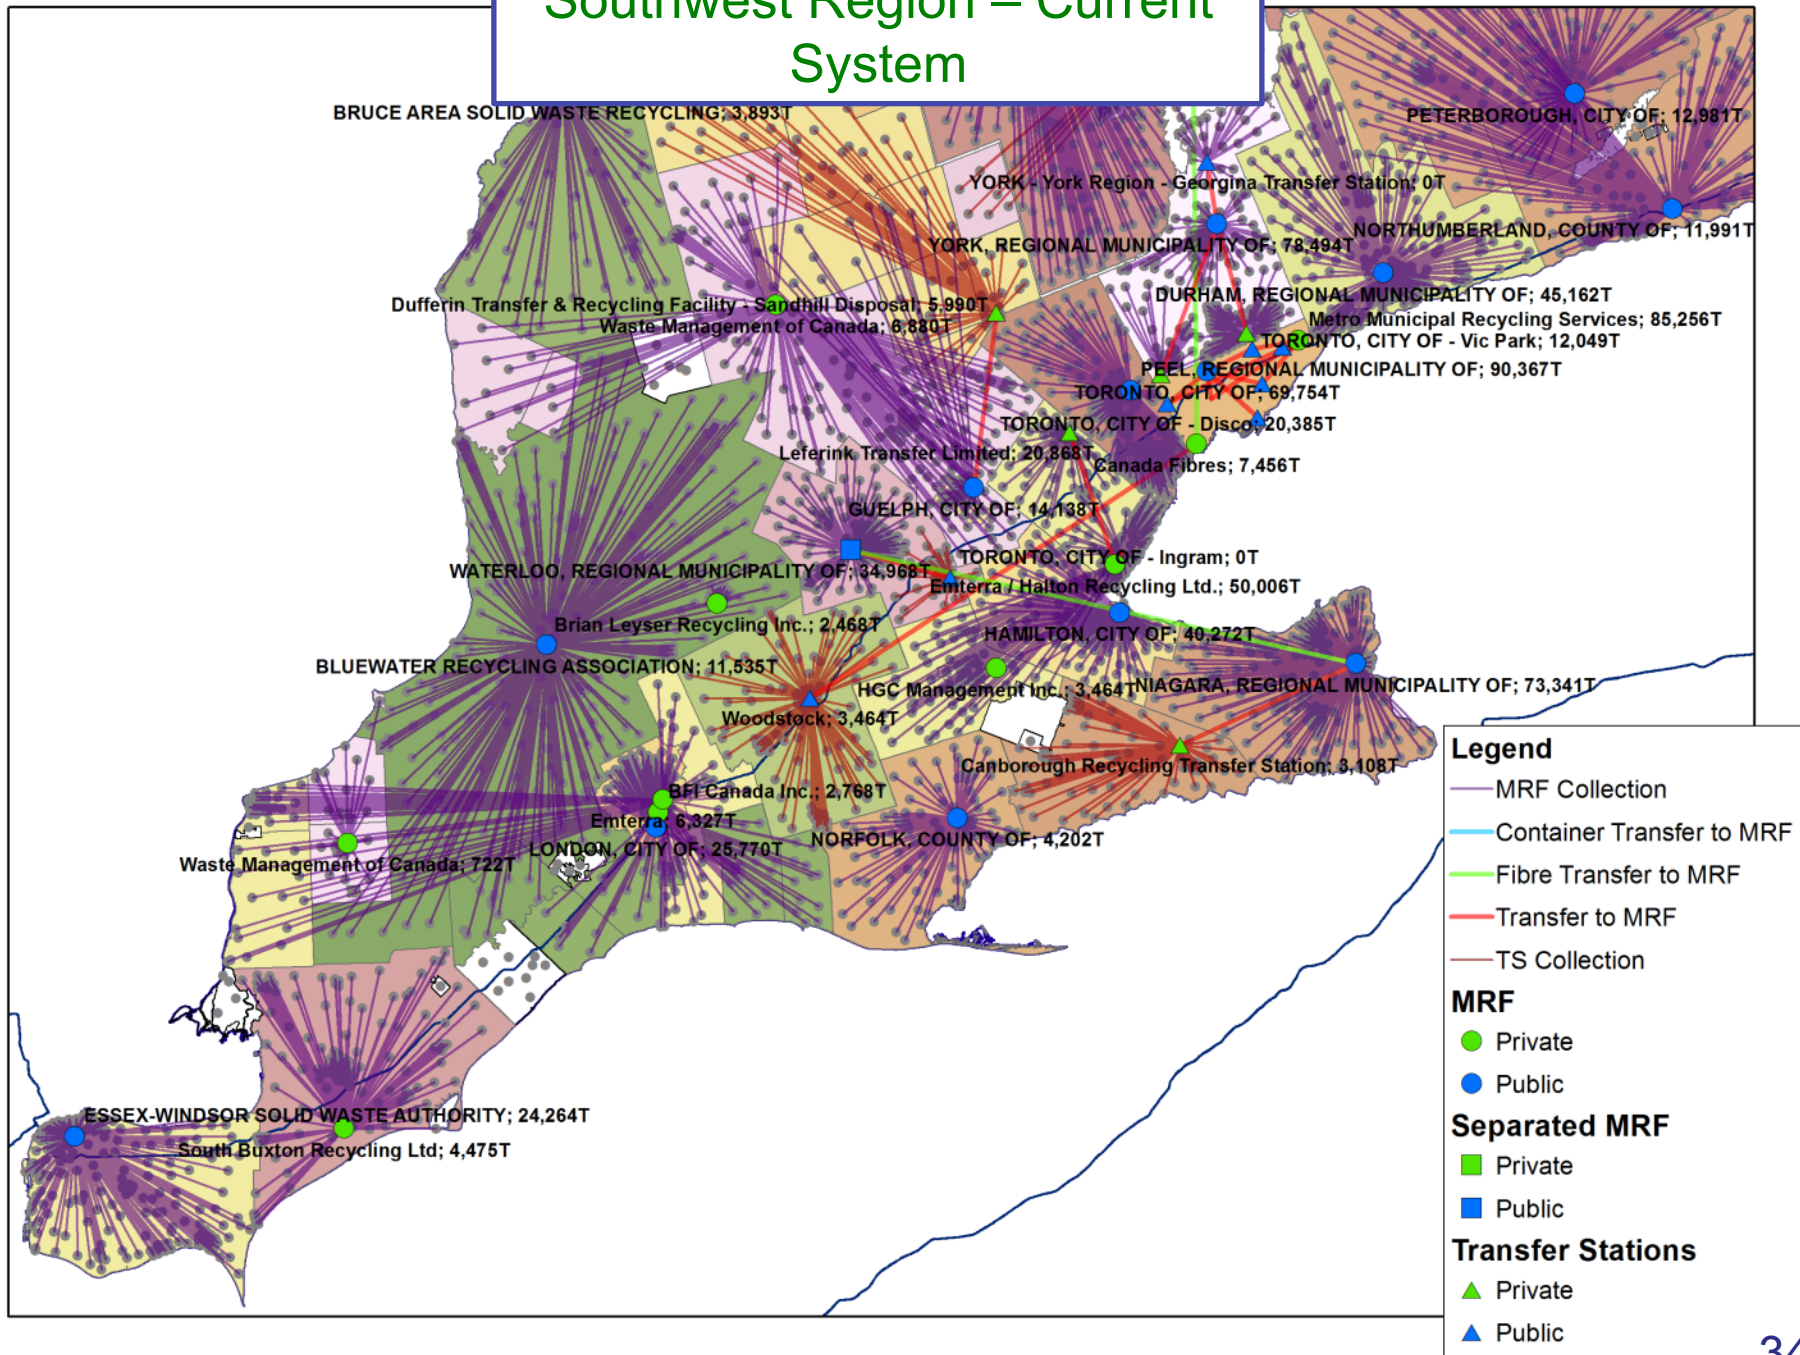 Southwest Region – Current
System
BRUCE AREA SOLID WASTE RECYCLING; 3,893T
PETERBOROUGH, CITY OF; 12,981T
YORK - York Region - Georgina Transfer Station; 0T
NORTHUMBERLAND, COUNTY OF; 11,991T
YORK, REGIONAL MUNICIPALITY OF; 78,494T
DURHAM, REGIONAL MUNICIPALITY OF; 45,162T
Dufferin Transfer & Recycling Facility - Sandhill Disposal; 5,990T
Metro Municipal Recycling Services; 85,256T
Waste Management of Canada; 6,880T
TORONTO, CITY OF - Vic Park; 12,049T
PEEL, REGIONAL MUNICIPALITY OF; 90,367T
TORONTO, CITY OF; 69,754T
TORONTO, CITY OF - Disco; 20,385T
Leferink Transfer Limited; 20,868T
Canada Fibres; 7,456T
GUELPH, CITY OF; 14,138T
TORONTO, CITY OF - Ingram; 0T
WATERLOO, REGIONAL MUNICIPALITY OF; 34,968T
Emterra / Halton Recycling Ltd.; 50,006T
Brian Leyser Recycling Inc.; 2,468T
HAMILTON, CITY OF; 40,272T
BLUEWATER RECYCLING ASSOCIATION; 11,535T
HGC Management Inc.; 3,464T
NIAGARA, REGIONAL MUNICIPALITY OF; 73,341T
Woodstock; 3,464T
Canborough Recycling Transfer Station; 3,108T
BFI Canada Inc.; 2,768T
Emterra; 6,327T
NORFOLK, COUNTY OF; 4,202T
LONDON, CITY OF; 25,770T
Waste Management of Canada; 722T
ESSEX-WINDSOR SOLID WASTE AUTHORITY; 24,264T
South Buxton Recycling Ltd; 4,475T
Legend
MRF Collection
Container Transfer to MRF
Fibre Transfer to MRF
Transfer to MRF
TS Collection
MRF
Private
Public
Separated MRF
Private
Public
Transfer Stations
Private
Public
34